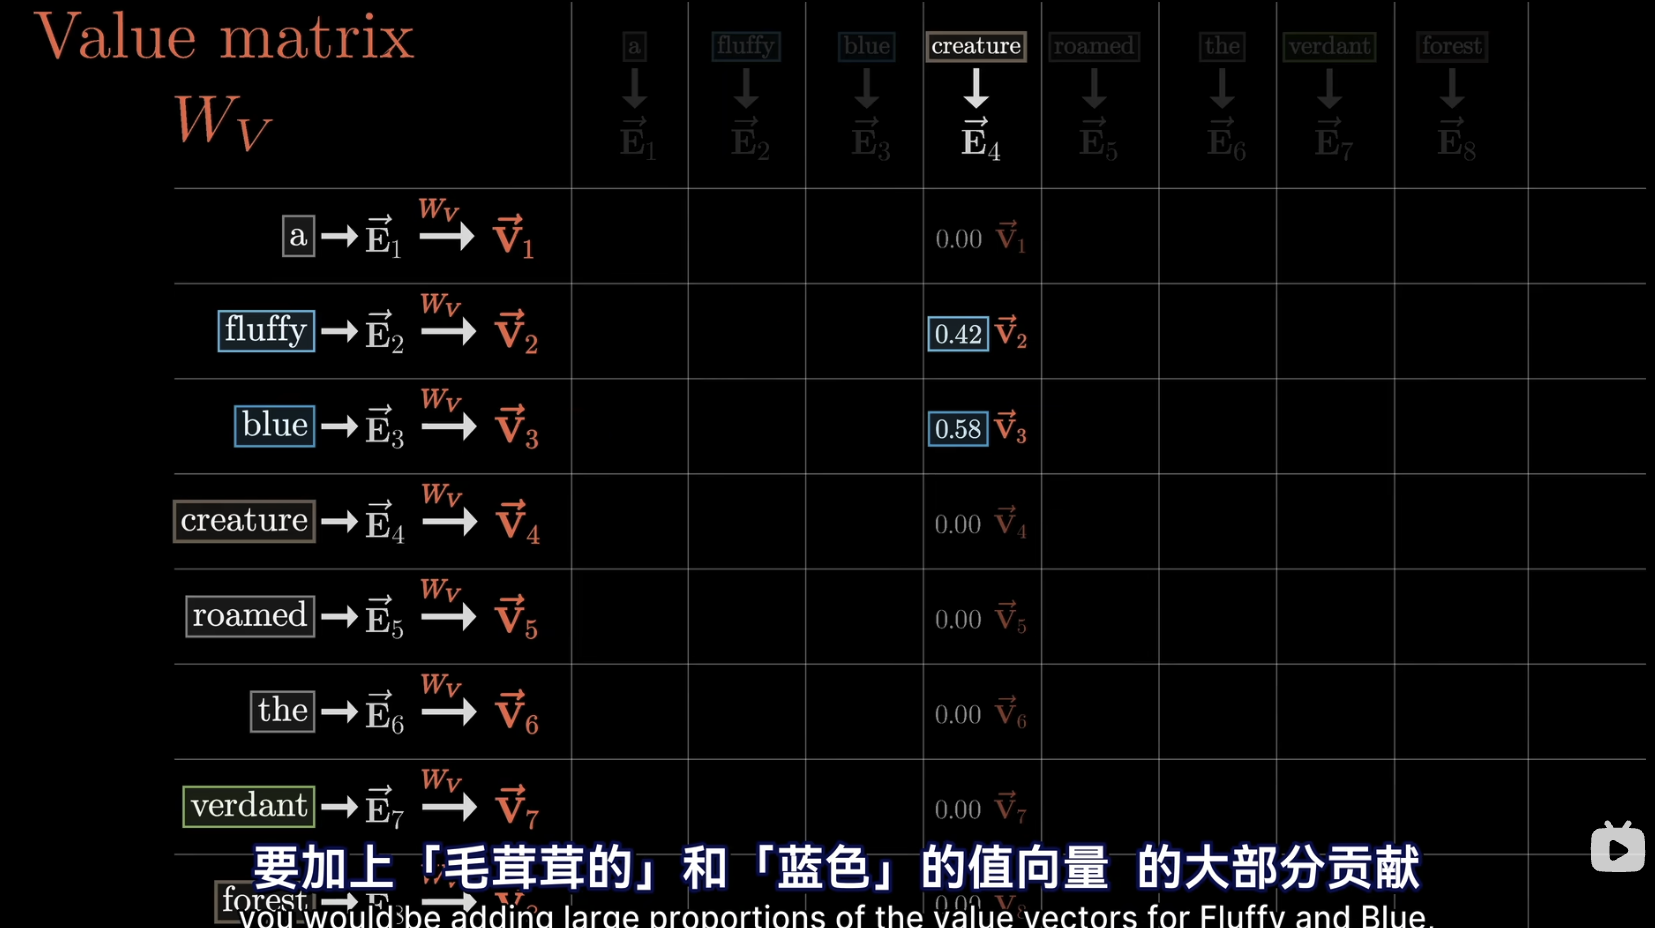 Value matrix
W_V
a fluffy blue creature roamed the verdant forest
E⃗₁ E⃗₂ E⃗₃ E⃗₄ E⃗₅ E⃗₆ E⃗₇ E⃗₈
a → E⃗₁ W_V → V⃗₁ 0.00 V⃗₁
fluffy → E⃗₂ W_V → V⃗₂ 0.42 V⃗₂
blue → E⃗₃ W_V → V⃗₃ 0.58 V⃗₃
creature → E⃗₄ W_V → V⃗₄ 0.00 V⃗₄
roamed → E⃗₅ W_V → V⃗₅ 0.00 V⃗₅
the → E⃗₆ W_V → V⃗₆ 0.00 V⃗₆
verdant → E⃗₇ W_V → V⃗₇ 0.00 V⃗₇
要加上「毛茸茸的」和「蓝色」的值向量 的大部分贡献
forest → E⃗₈
you would be adding large proportions of the value vectors for Fluffy and Blue.